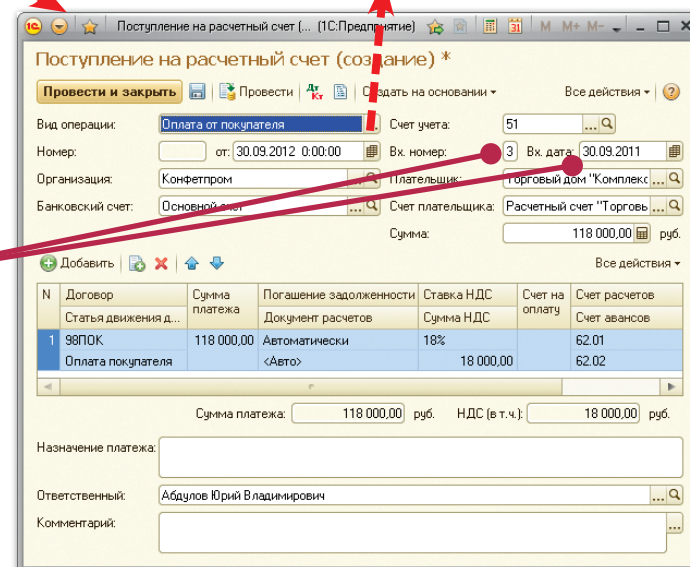 Поступление на расчетный счет (... (1С:Предприятие) M M+ M-
Поступление на расчетный счет (создание) *
Провести и закрыть Провести Дт Кт Создать на основании Все действия ?
Вид операции: Оплата от покупателя ... Счет учета: 51 ...
Номер: от: 30.09.2012 0:00:00 Вх. номер: 3 Вх. дата: 30.09.2011
Организация: Конфетпром ... Плательщик: Торговый дом "Комплекс ...
Банковский счет: Основной счет ... Счет плательщика: Расчетный счет "Торговь ...
Сумма: 118 000,00 руб.
Добавить Все действия
N Договор Сумма платежа Погашение задолженности Ставка НДС Счет на оплату Счет расчетов
Статья движения д... Документ расчетов Сумма НДС Счет авансов
1 98ПОК 118 000,00 Автоматически 18% 62.01
Оплата покупателя <Авто> 18 000,00 62.02
Сумма платежа: 118 000,00 руб. НДС (в т.ч.): 18 000,00 руб.
Назначение платежа:
Ответственный: Абдулов Юрий Владимирович ...
Комментарий: ...